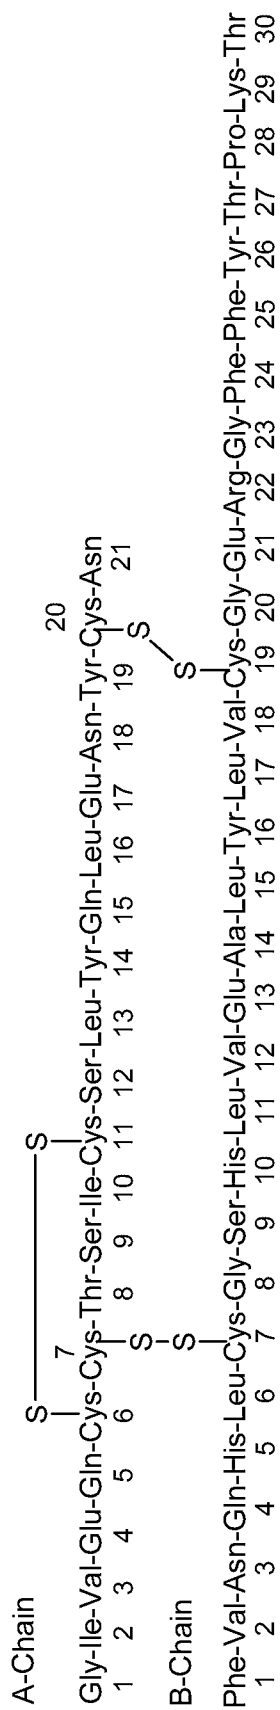 A-Chain
S S
7 20
Gly-Ile-Val-Glu-Gln-Cys-Cys-Thr-Ser-Ile-Cys-Ser-Leu-Tyr-Gln-Leu-Glu-Asn-Tyr-Cys-Asn
1 2 3 4 5 6 8 9 10 11 12 13 14 15 16 17 18 19 21
S S
S S
B-Chain
Phe-Val-Asn-Gln-His-Leu-Cys-Gly-Ser-His-Leu-Val-Glu-Ala-Leu-Tyr-Leu-Val-Cys-Gly-Glu-Arg-Gly-Phe-Phe-Tyr-Thr-Pro-Lys-Thr
1 2 3 4 5 6 7 8 9 10 11 12 13 14 15 16 17 18 19 20 21 22 23 24 25 26 27 28 29 30